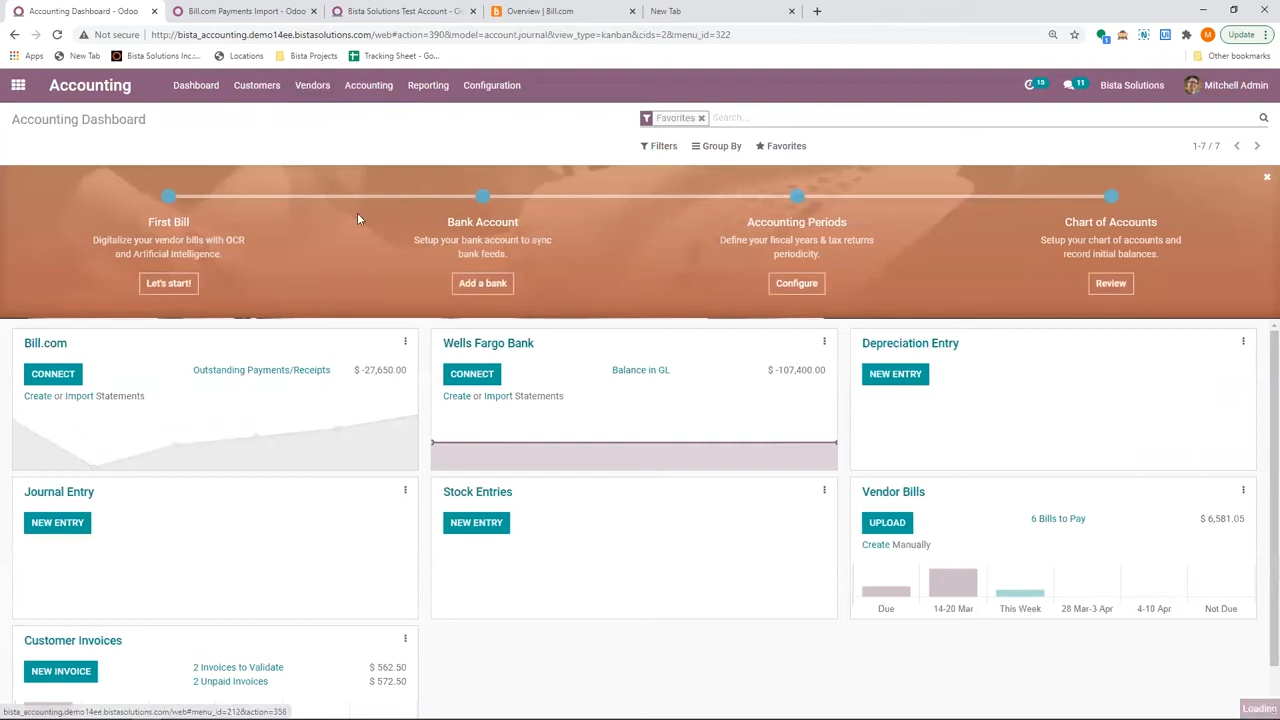 Accounting Dashboard - Odoo
Bill.com Payments Import - Odoo
Bista Solutions Test Account - O
Overview | Bill.com
New Tab
Not secure
http://bista_accounting.demo14ee.bistasolutions.com/web#action=390&model=account.journal&view_type=kanban&cids=2&menu_id=322
M
Update
Apps
New Tab
Bista Solutions Inc.:...
Locations
Bista Projects
Tracking Sheet - Go...
Other bookmarks
Accounting
Dashboard
Customers
Vendors
Accounting
Reporting
Configuration
15
11
Bista Solutions
Mitchell Admin
Accounting Dashboard
Favorites
Search...
Filters
Group By
Favorites
1-7 / 7
First Bill
Digitalize your vendor bills with OCR
and Artificial Intelligence.
Let's start!
Bank Account
Setup your bank account to sync
bank feeds.
Add a bank
Accounting Periods
Define your fiscal years & tax returns
periodicity.
Configure
Chart of Accounts
Setup your chart of accounts and
record initial balances.
Review
Bill.com
CONNECT
Outstanding Payments/Receipts $ -27,650.00
Create or Import Statements
Wells Fargo Bank
CONNECT
Balance in GL $ -107,400.00
Create or Import Statements
Depreciation Entry
NEW ENTRY
Journal Entry
NEW ENTRY
Stock Entries
NEW ENTRY
Vendor Bills
UPLOAD
6 Bills to Pay $ 6,581.05
Create Manually
Due 14-20 Mar This Week 28 Mar-3 Apr 4-10 Apr Not Due
Customer Invoices
NEW INVOICE
2 Invoices to Validate $ 562.50
2 Unpaid Invoices $ 572.50
bista_accounting.demo14ee.bistasolutions.com/web#menu_id=212&action=358
Loading